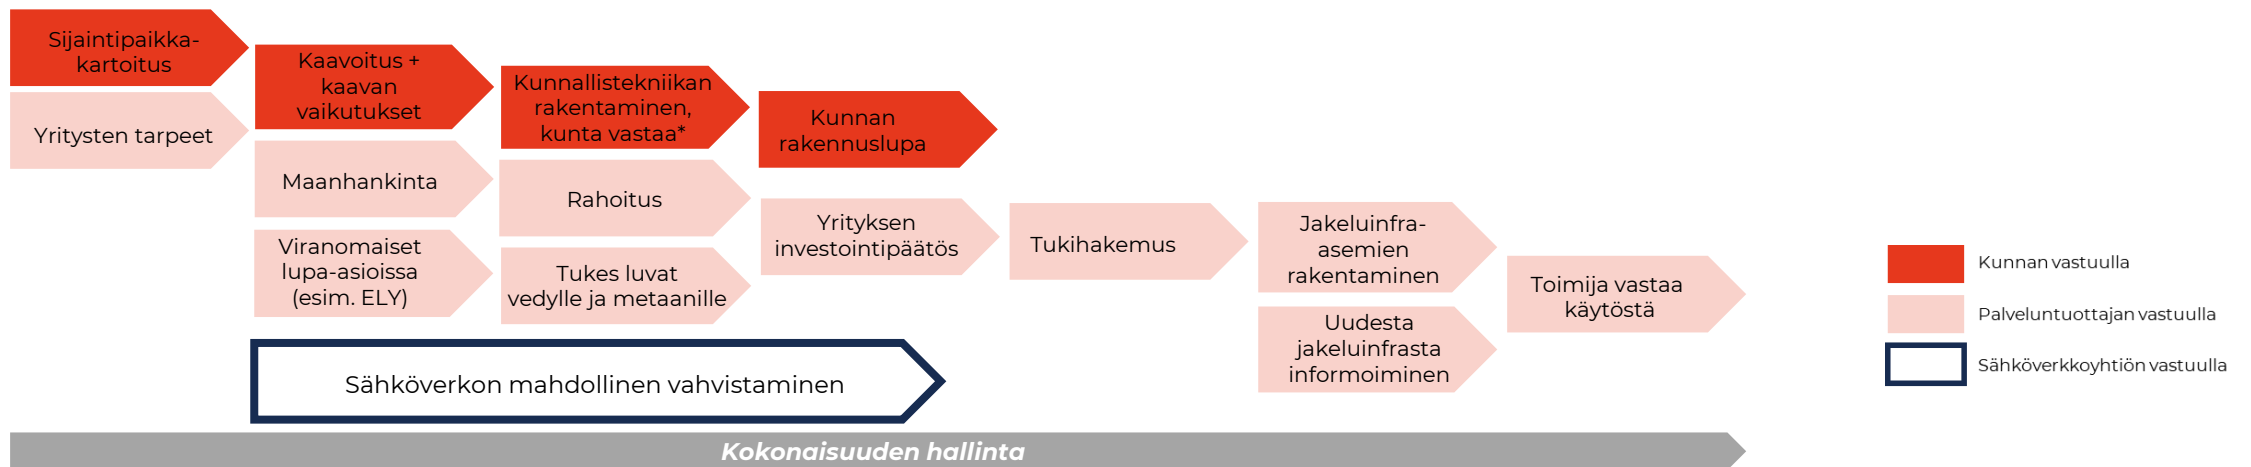 Sijaintipaikka-
kartoitus
Yritysten tarpeet
Kaavoitus +
kaavan
vaikutukset
Maanhankinta
Viranomaiset
lupa-asioissa
(esim. ELY)
Kunnallistekniikan
rakentaminen,
kunta vastaa*
Rahoitus
Tukes luvat
vedylle ja metaanille
Kunnan
rakennuslupa
Yrityksen
investointipäätös
Tukihakemus
Jakeluinfra-
asemien
rakentaminen
Uudesta
jakeluinfrasta
informoiminen
Toimija vastaa
käytöstä
Sähköverkon mahdollinen vahvistaminen
Kokonaisuuden hallinta
Kunnan vastuulla
Palveluntuottajan vastuulla
Sähköverkkoyhtiön vastuulla